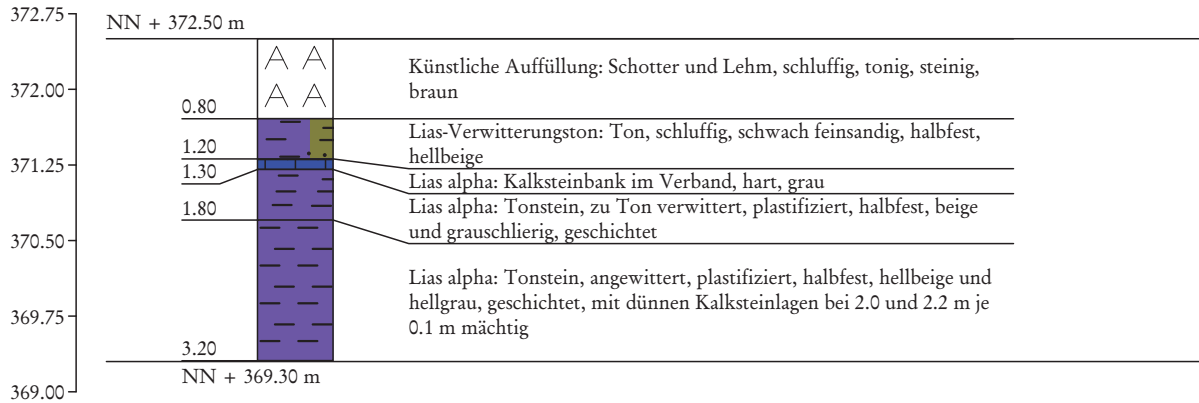 372.75
NN + 372.50 m
Künstliche Auffüllung: Schotter und Lehm, schluffig, tonig, steinig,
braun
372.00
0.80
Lias-Verwitterungston: Ton, schluffig, schwach feinsandig, halbfest,
hellbeige
1.20
371.25
1.30
Lias alpha: Kalksteinbank im Verband, hart, grau
Lias alpha: Tonstein, zu Ton verwittert, plastifiziert, halbfest, beige
und grauschlierig, geschichtet
1.80
370.50
Lias alpha: Tonstein, angewittert, plastifiziert, halbfest, hellbeige und
hellgrau, geschichtet, mit dünnen Kalksteinlagen bei 2.0 und 2.2 m je
0.1 m mächtig
369.75
3.20
NN + 369.30 m
369.00
A A
A A